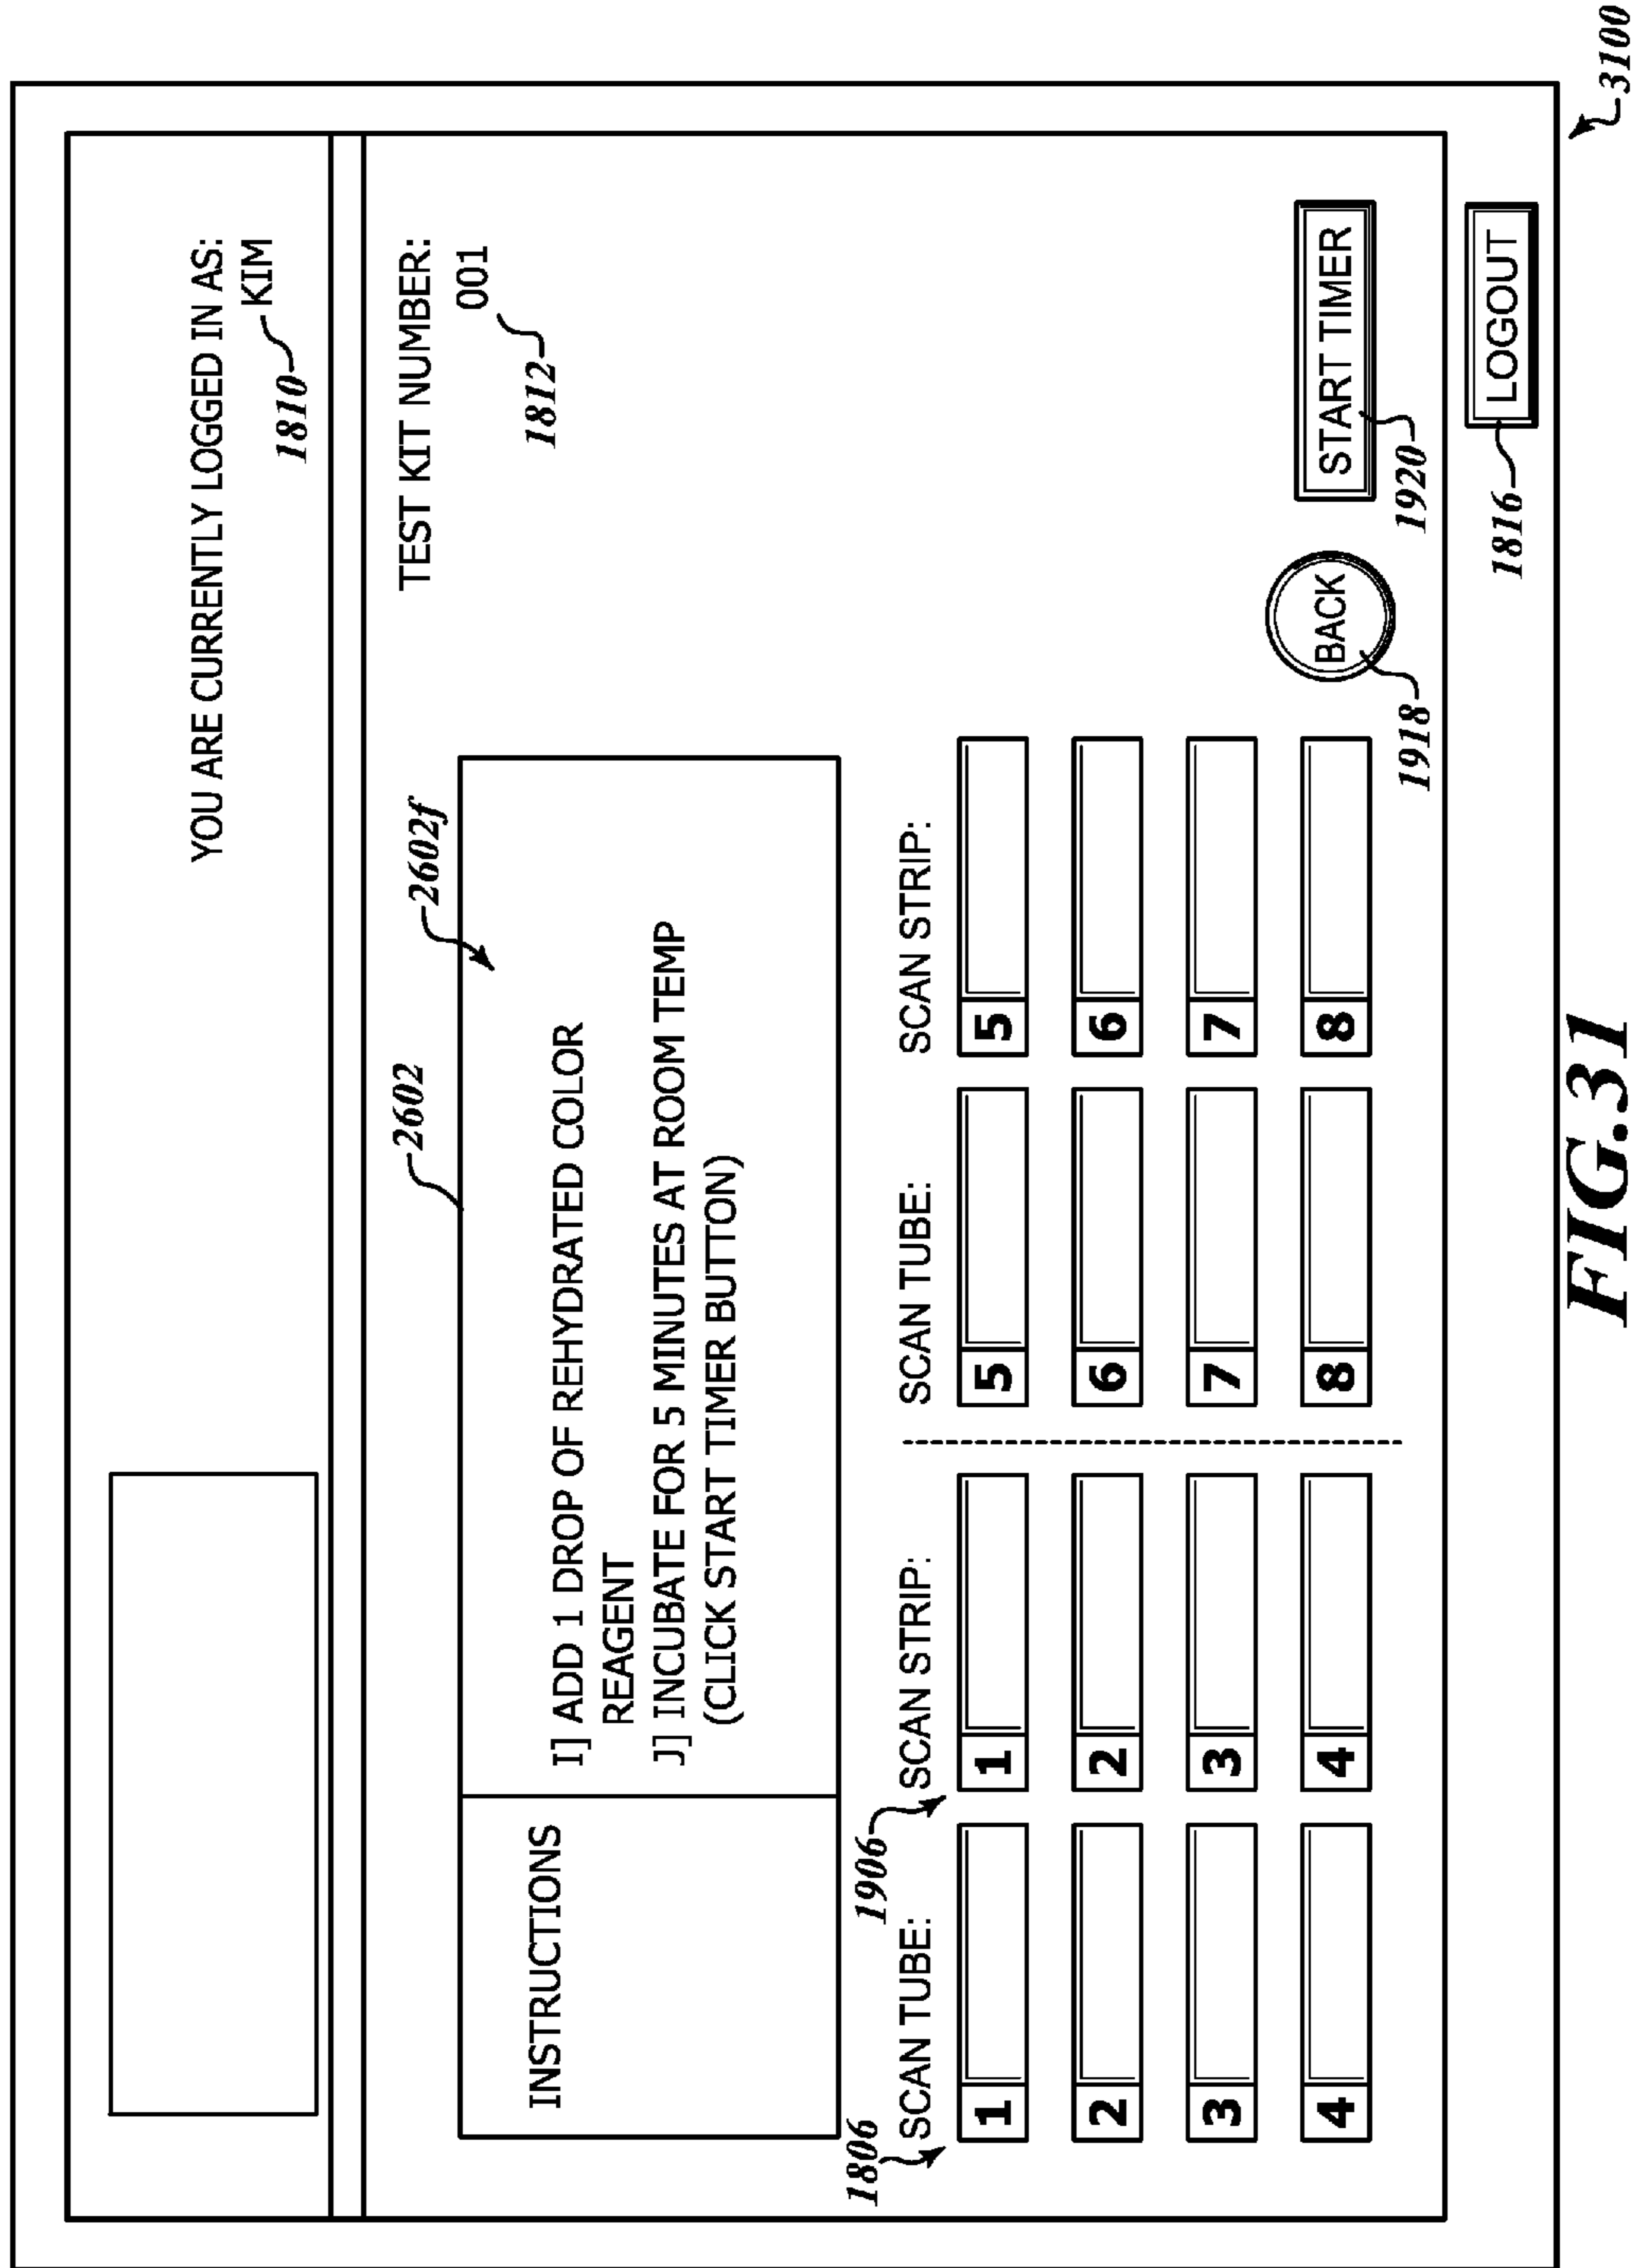 YOU ARE CURRENTLY LOGGED IN AS:
KIM
1810
TEST KIT NUMBER:
001
1812
2602
2602f
INSTRUCTIONS
I] ADD 1 DROP OF REHYDRATED COLOR
REAGENT
J] INCUBATE FOR 5 MINUTES AT ROOM TEMP
(CLICK START TIMER BUTTON)
1806
1906
SCAN TUBE: SCAN STRIP: SCAN TUBE: SCAN STRIP:
1 1 5 5
2 2 6 6
3 3 7 7
4 4 8 8
BACK
START TIMER
1918
1920
LOGOUT
1816
3100
FIG.31